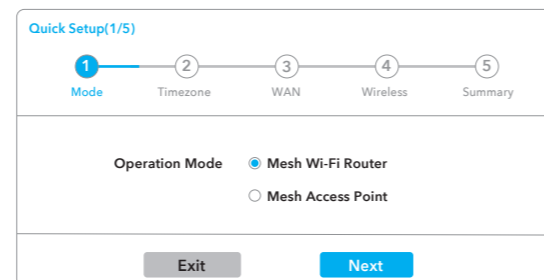 Quick Setup(1/5)
1 2 3 4 5
Mode Timezone WAN Wireless Summary
Operation Mode Mesh Wi-Fi Router
Mesh Access Point
Exit Next